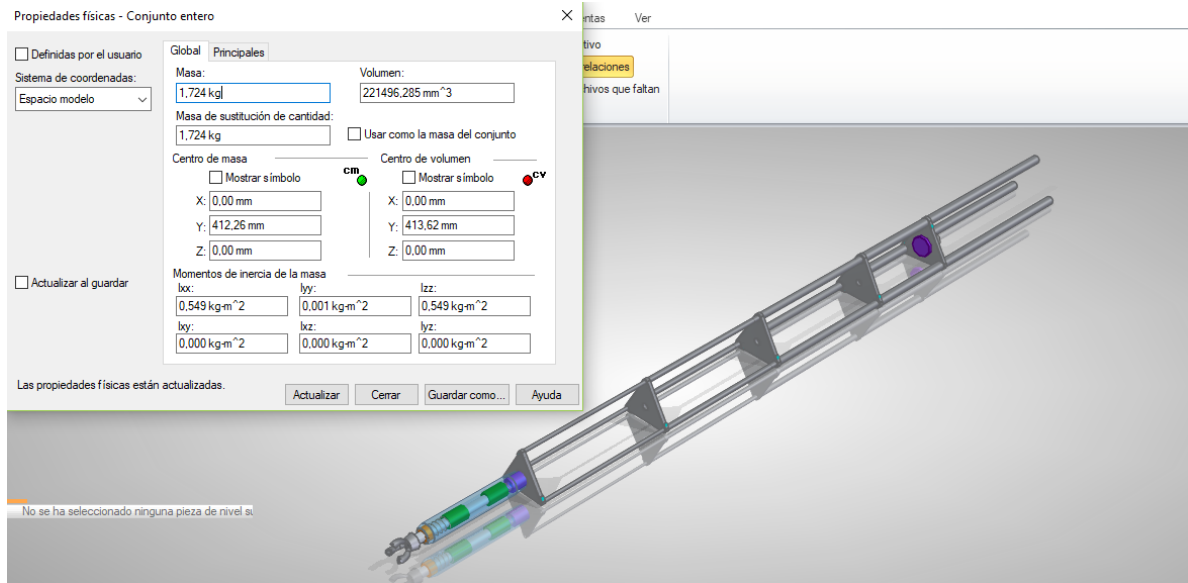 Propiedades físicas - Conjunto entero
Definidas por el usuario
Sistema de coordenadas:
Espacio modelo
Actualizar al guardar
Global Principales
Masa: Volumen:
1,724 kg 221496,285 mm^3
Masa de sustitución de cantidad:
1,724 kg Usar como la masa del conjunto
Centro de masa Centro de volumen
Mostrar símbolo cm Mostrar símbolo cv
X: 0,00 mm X: 0,00 mm
Y: 412,26 mm Y: 413,62 mm
Z: 0,00 mm Z: 0,00 mm
Momentos de inercia de la masa
Ixx: Iyy: Izz:
0,549 kg-m^2 0,001 kg-m^2 0,549 kg-m^2
Ixy: Ixz: Iyz:
0,000 kg-m^2 0,000 kg-m^2 0,000 kg-m^2
Las propiedades físicas están actualizadas.
Actualizar Cerrar Guardar como... Ayuda
ntas Ver
tivo
elaciones
hivos que faltan
No se ha seleccionado ninguna pieza de nivel su